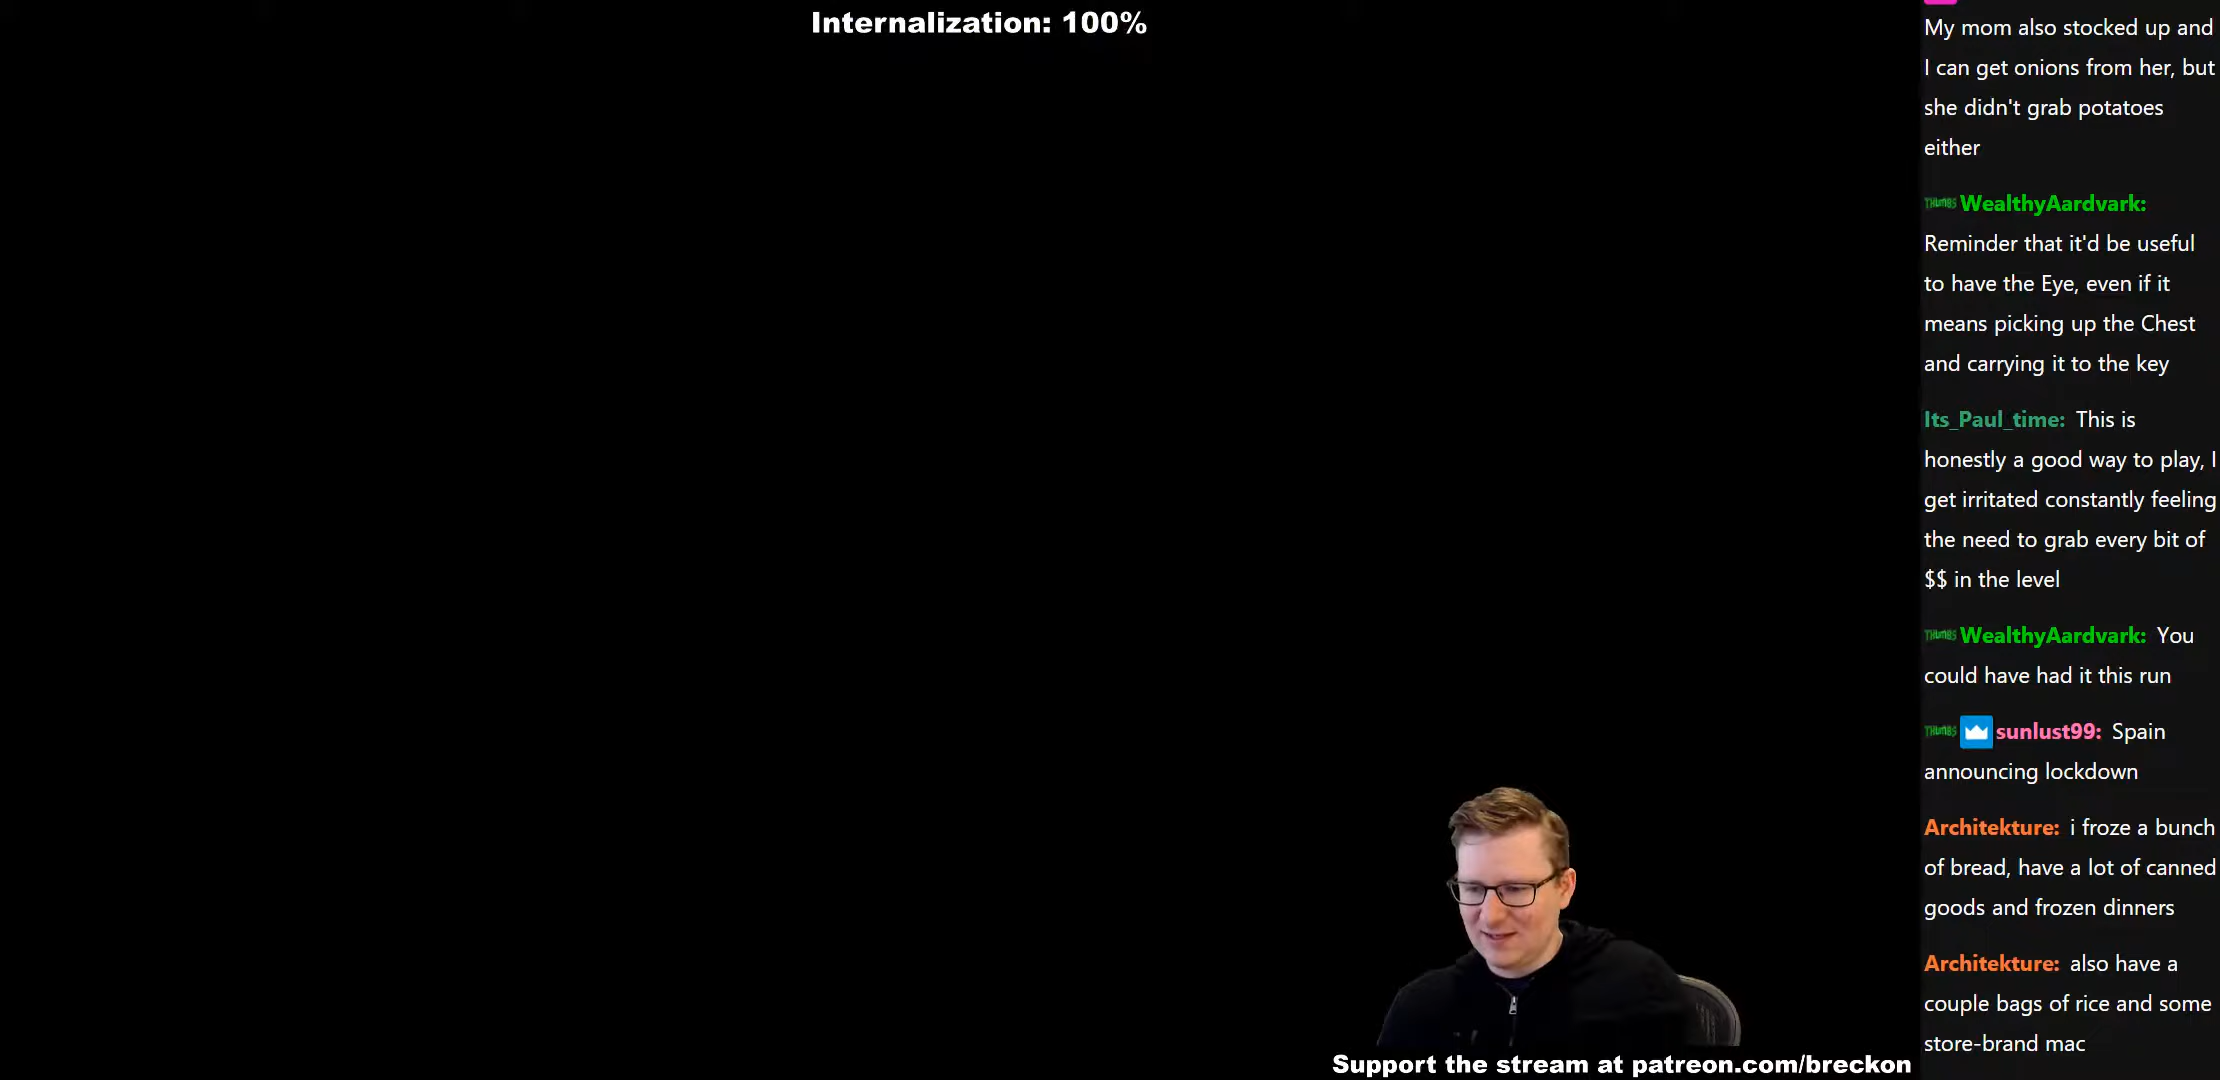 Internalization: 100%
My mom also stocked up and
I can get onions from her, but
she didn't grab potatoes
either
THUMBS WealthyAardvark:
Reminder that it'd be useful
to have the Eye, even if it
means picking up the Chest
and carrying it to the key
Its_Paul_time: This is
honestly a good way to play, I
get irritated constantly feeling
the need to grab every bit of
$$ in the level
THUMBS WealthyAardvark: You
could have had it this run
THUMBS sunlust99: Spain
announcing lockdown
Architekture: i froze a bunch
of bread, have a lot of canned
goods and frozen dinners
Architekture: also have a
couple bags of rice and some
store-brand mac
Support the stream at patreon.com/breckon